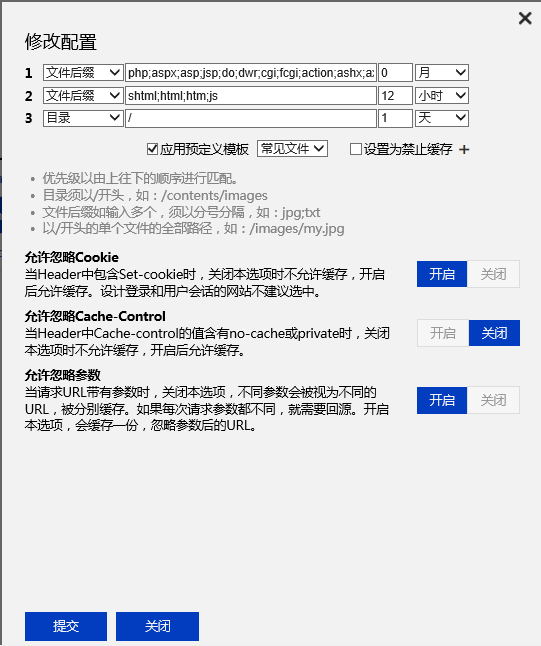 修改配置
1 文件后缀 php;aspx;asp;jsp;do;dwr;cgi;fcgi;action;ashx;a 0 月
2 文件后缀 shtml;html;htm;js 12 小时
3 目录 / 1 天
应用预定义模板 常见文件 设置为禁止缓存 +
• 优先级以由上往下的顺序进行匹配。
• 目录须以/开头，如：/contents/images
• 文件后缀如输入多个，须以分号分隔，如：jpg;txt
• 以/开头的单个文件的全部路径，如：/images/my.jpg
允许忽略Cookie
当Header中包含Set-cookie时，关闭本选项时不允许缓存，开启
后允许缓存。设计登录和用户会话的网站不建议选中。
开启 关闭
允许忽略Cache-Control
当Header中Cache-control的值含有no-cache或private时，关闭
本选项时不允许缓存，开启后允许缓存。
开启 关闭
允许忽略参数
当请求URL带有参数时，关闭本选项，不同参数会被视为不同的
URL，被分别缓存。如果每次请求参数都不同，就需要回源。开启
本选项，会缓存一份，忽略参数后的URL。
开启 关闭
提交 关闭